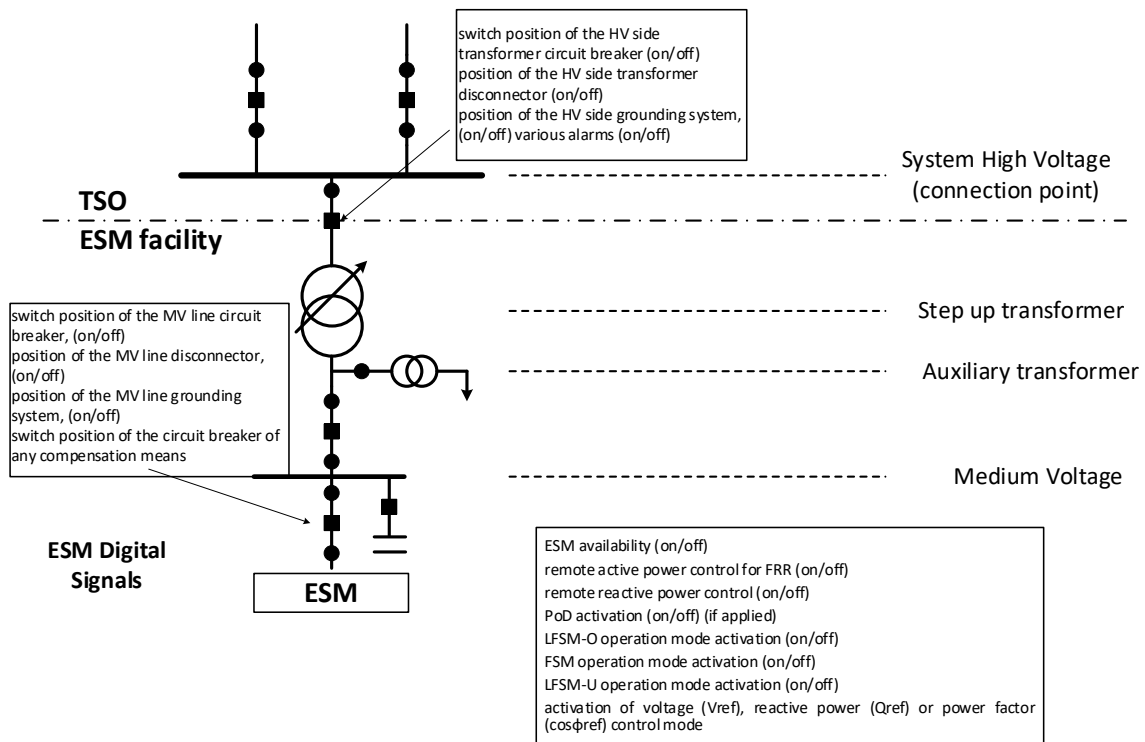 switch position of the HV side
transformer circuit breaker (on/off)
position of the HV side transformer
disconnector (on/off)
position of the HV side grounding system,
(on/off) various alarms (on/off)
System High Voltage
(connection point)
TSO
ESM facility
switch position of the MV line circuit
breaker, (on/off)
position of the MV line disconnector,
(on/off)
position of the MV line grounding
system, (on/off)
switch position of the circuit breaker of
any compensation means
Step up transformer
Auxiliary transformer
Medium Voltage
ESM Digital
Signals
ESM
ESM availability (on/off)
remote active power control for FRR (on/off)
remote reactive power control (on/off)
PoD activation (on/off) (if applied)
LFSM-O operation mode activation (on/off)
FSM operation mode activation (on/off)
LFSM-U operation mode activation (on/off)
activation of voltage (Vref), reactive power (Qref) or power factor
(cosφref) control mode